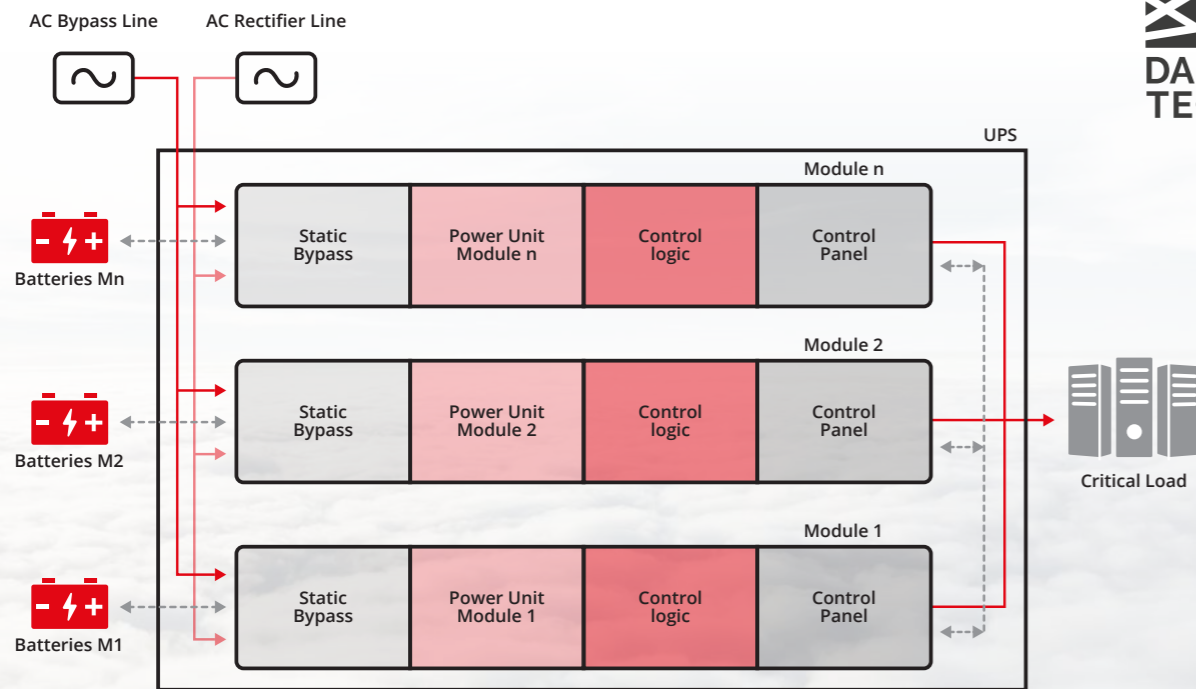 AC Bypass Line
AC Rectifier Line
DA
TE
UPS
Module n
Static
Bypass
Power Unit
Module n
Control
logic
Control
Panel
Batteries Mn
Module 2
Static
Bypass
Power Unit
Module 2
Control
logic
Control
Panel
Batteries M2
Critical Load
Module 1
Static
Bypass
Power Unit
Module 1
Control
logic
Control
Panel
Batteries M1